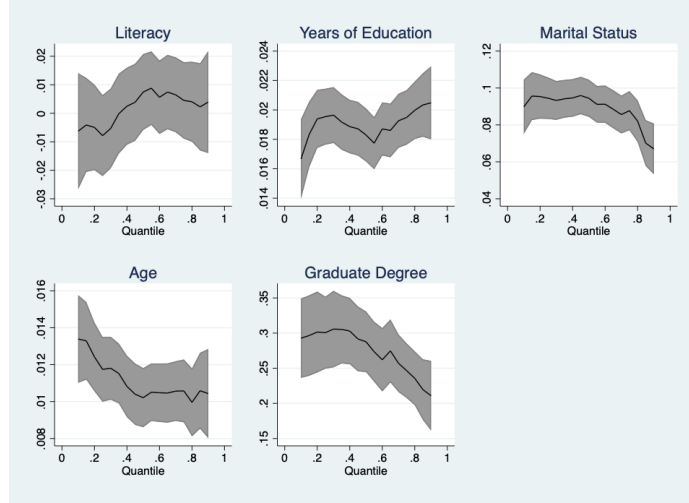 Literacy
.02
.01
0
-.01
-.02
-.03
0 .2 .4 .6 .8 1
Quantile
Years of Education
.024
.022
.02
.018
.016
.014
0 .2 .4 .6 .8 1
Quantile
Marital Status
.12
.1
.08
.06
.04
0 .2 .4 .6 .8 1
Quantile
Age
.016
.014
.012
.01
.008
0 .2 .4 .6 .8 1
Quantile
Graduate Degree
.35
.3
.25
.2
.15
0 .2 .4 .6 .8 1
Quantile